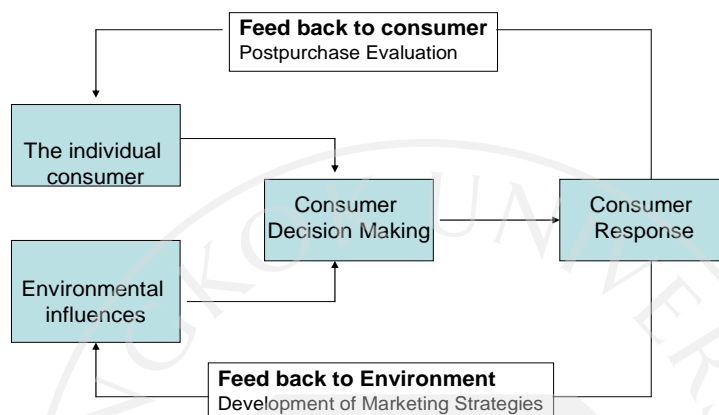 Feed back to consumer
Postpurchase Evaluation
The individual
consumer
Consumer
Decision Making
Consumer
Response
Environmental
influences
Feed back to Environment
Development of Marketing Strategies